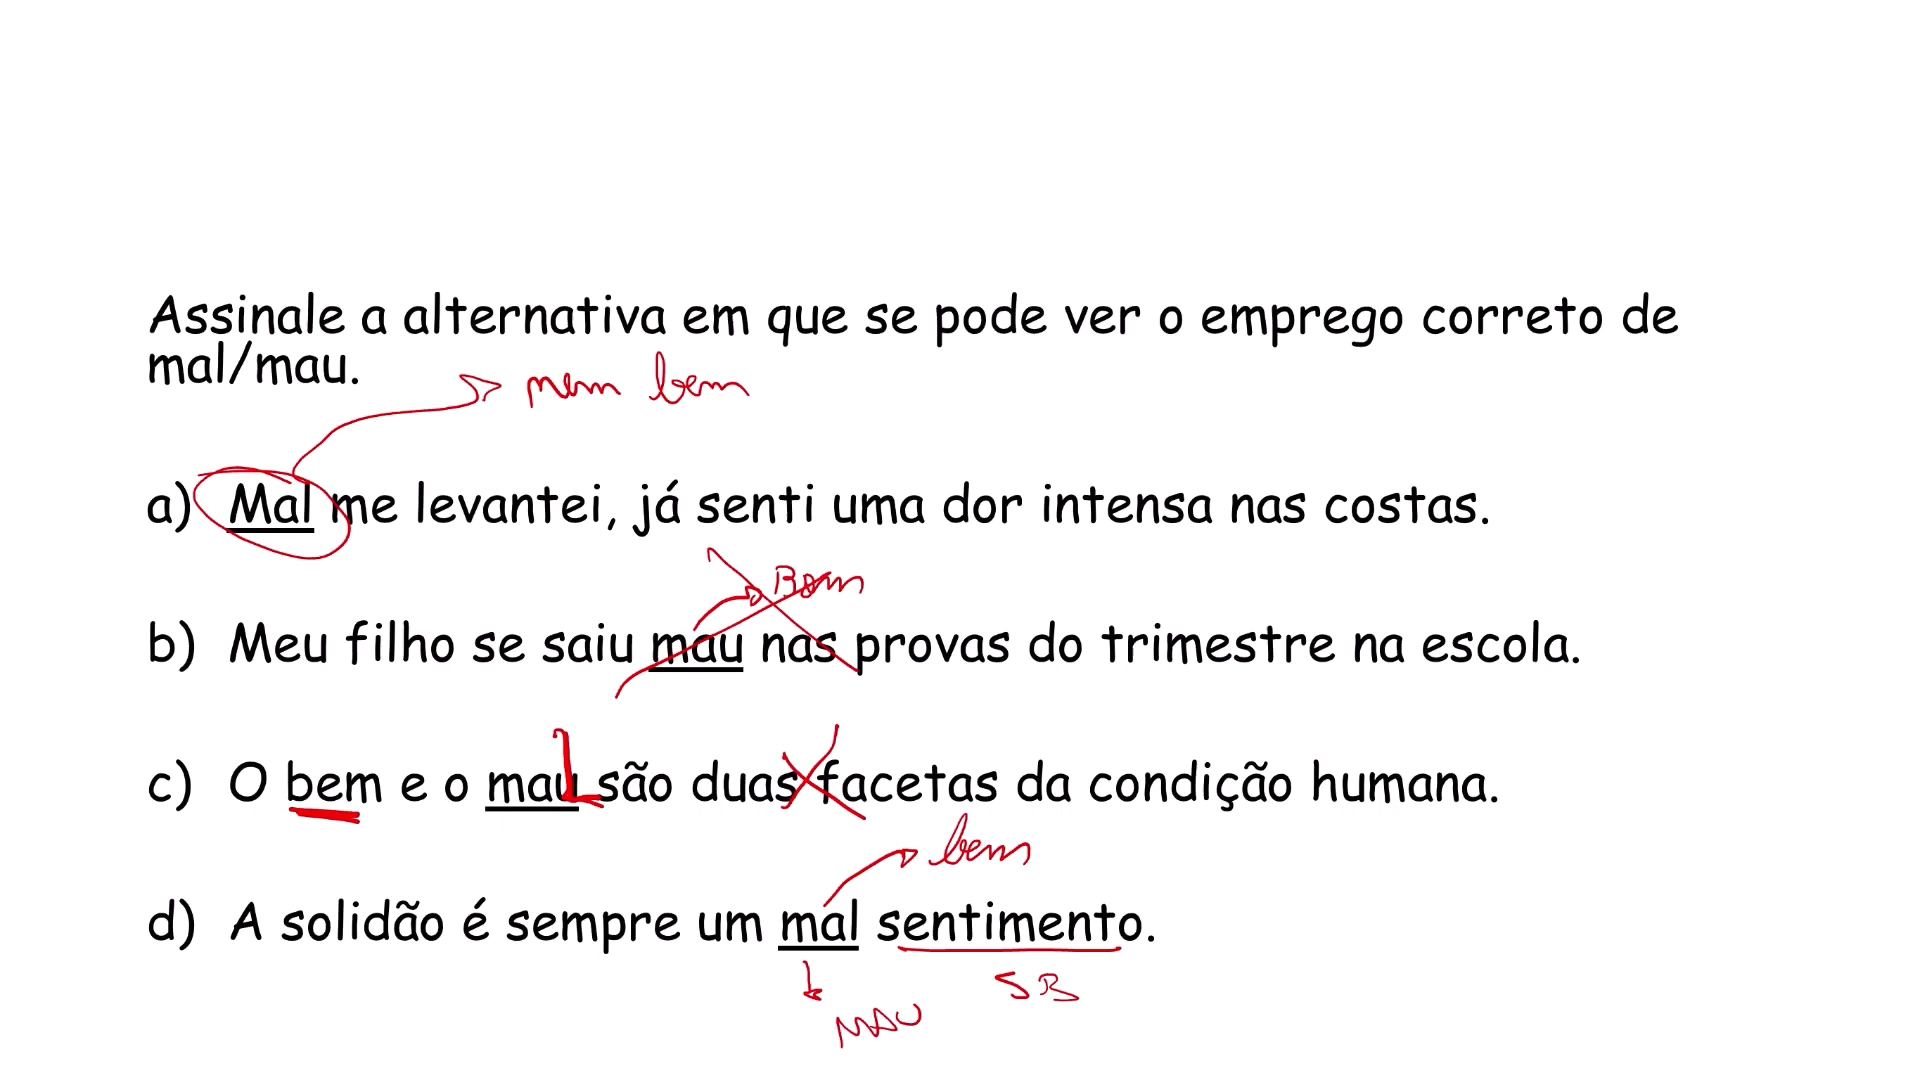 Assinale a alternativa em que se pode ver o emprego correto de
mal/mau.
nem bem
a) Mal me levantei, já senti uma dor intensa nas costas.
Bom
b) Meu filho se saiu mau nas provas do trimestre na escola.
L
c) O bem e o mau são duas facetas da condição humana.
bem
d) A solidão é sempre um mal sentimento.
SB
MAU